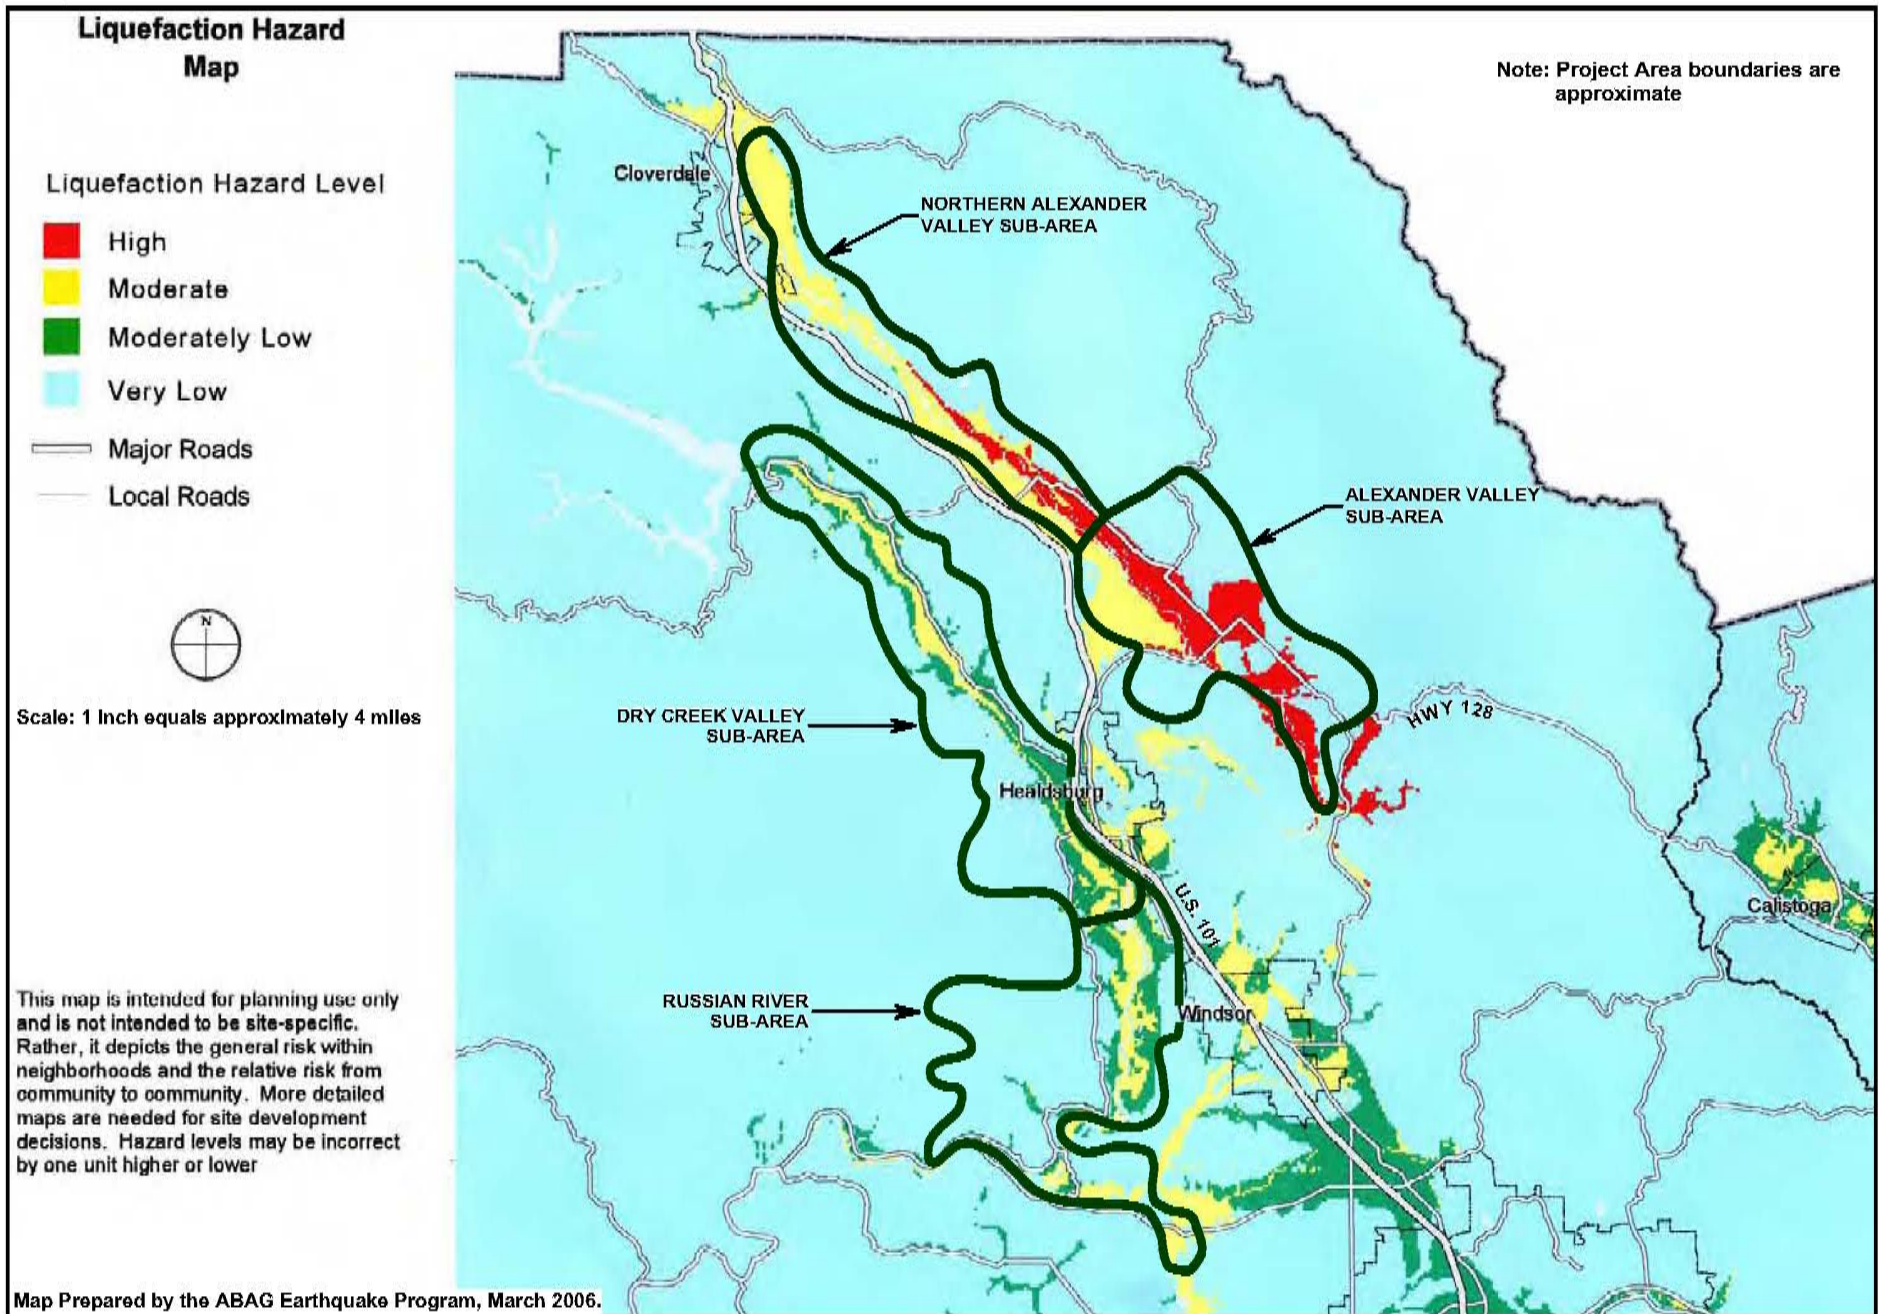 Liquefaction Hazard
Map
Note: Project Area boundaries are
approximate
Liquefaction Hazard Level
High
Moderate
Moderately Low
Very Low
Major Roads
Local Roads
N
Scale: 1 Inch equals approximately 4 miles
Cloverdale
NORTHERN ALEXANDER
VALLEY SUB-AREA
ALEXANDER VALLEY
SUB-AREA
DRY CREEK VALLEY
SUB-AREA
HWY 128
Healdsburg
Calistoga
U.S. 101
RUSSIAN RIVER
SUB-AREA
Windsor
This map is intended for planning use only
and is not intended to be site-specific.
Rather, it depicts the general risk within
neighborhoods and the relative risk from
community to community. More detailed
maps are needed for site development
decisions. Hazard levels may be incorrect
by one unit higher or lower
Map Prepared by the ABAG Earthquake Program, March 2006.